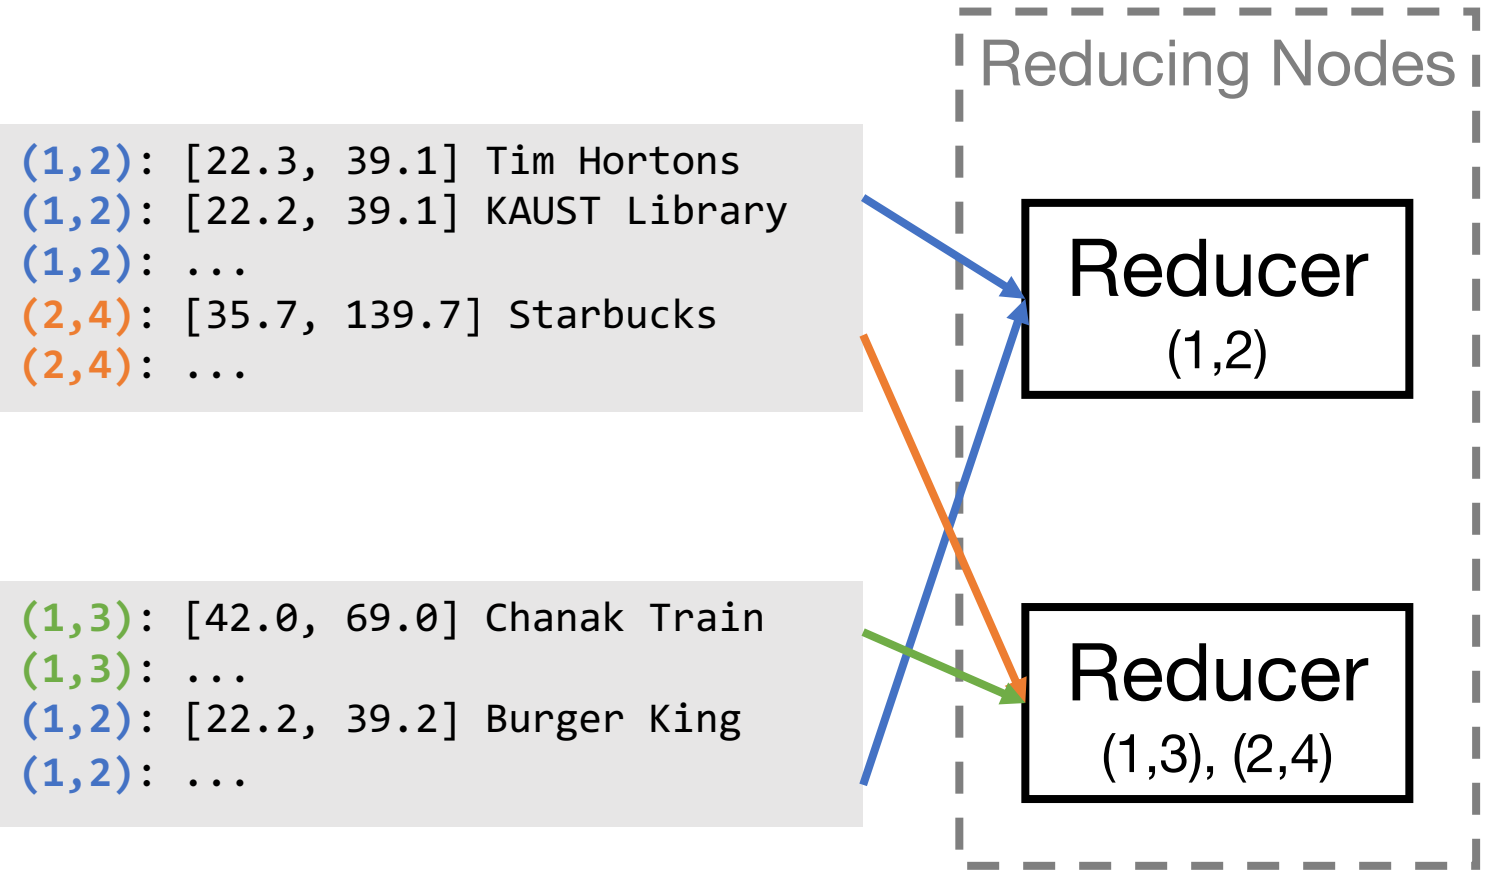 Reducing Nodes
(1,2): [22.3, 39.1] Tim Hortons
(1,2): [22.2, 39.1] KAUST Library
(1,2): ...
(2,4): [35.7, 139.7] Starbucks
(2,4): ...
Reducer
(1,2)
(1,3): [42.0, 69.0] Chanak Train
(1,3): ...
(1,2): [22.2, 39.2] Burger King
(1,2): ...
Reducer
(1,3), (2,4)